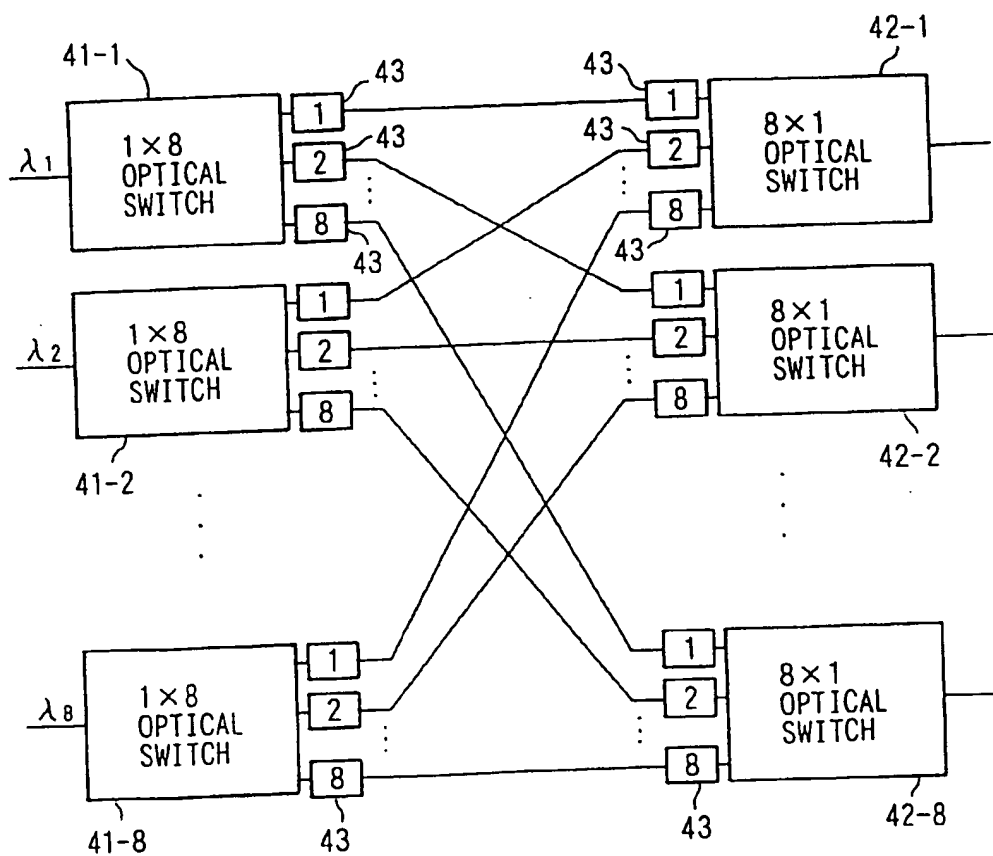 41-1
43
43
42-1
λ1
1×8
OPTICAL
SWITCH
1
43
2
8
43
1
43
2
8
43
8×1
OPTICAL
SWITCH
λ2
1×8
OPTICAL
SWITCH
1
2
8
1
2
8
8×1
OPTICAL
SWITCH
41-2
42-2
λ8
1×8
OPTICAL
SWITCH
1
2
8
1
2
8
8×1
OPTICAL
SWITCH
41-8
43
43
42-8